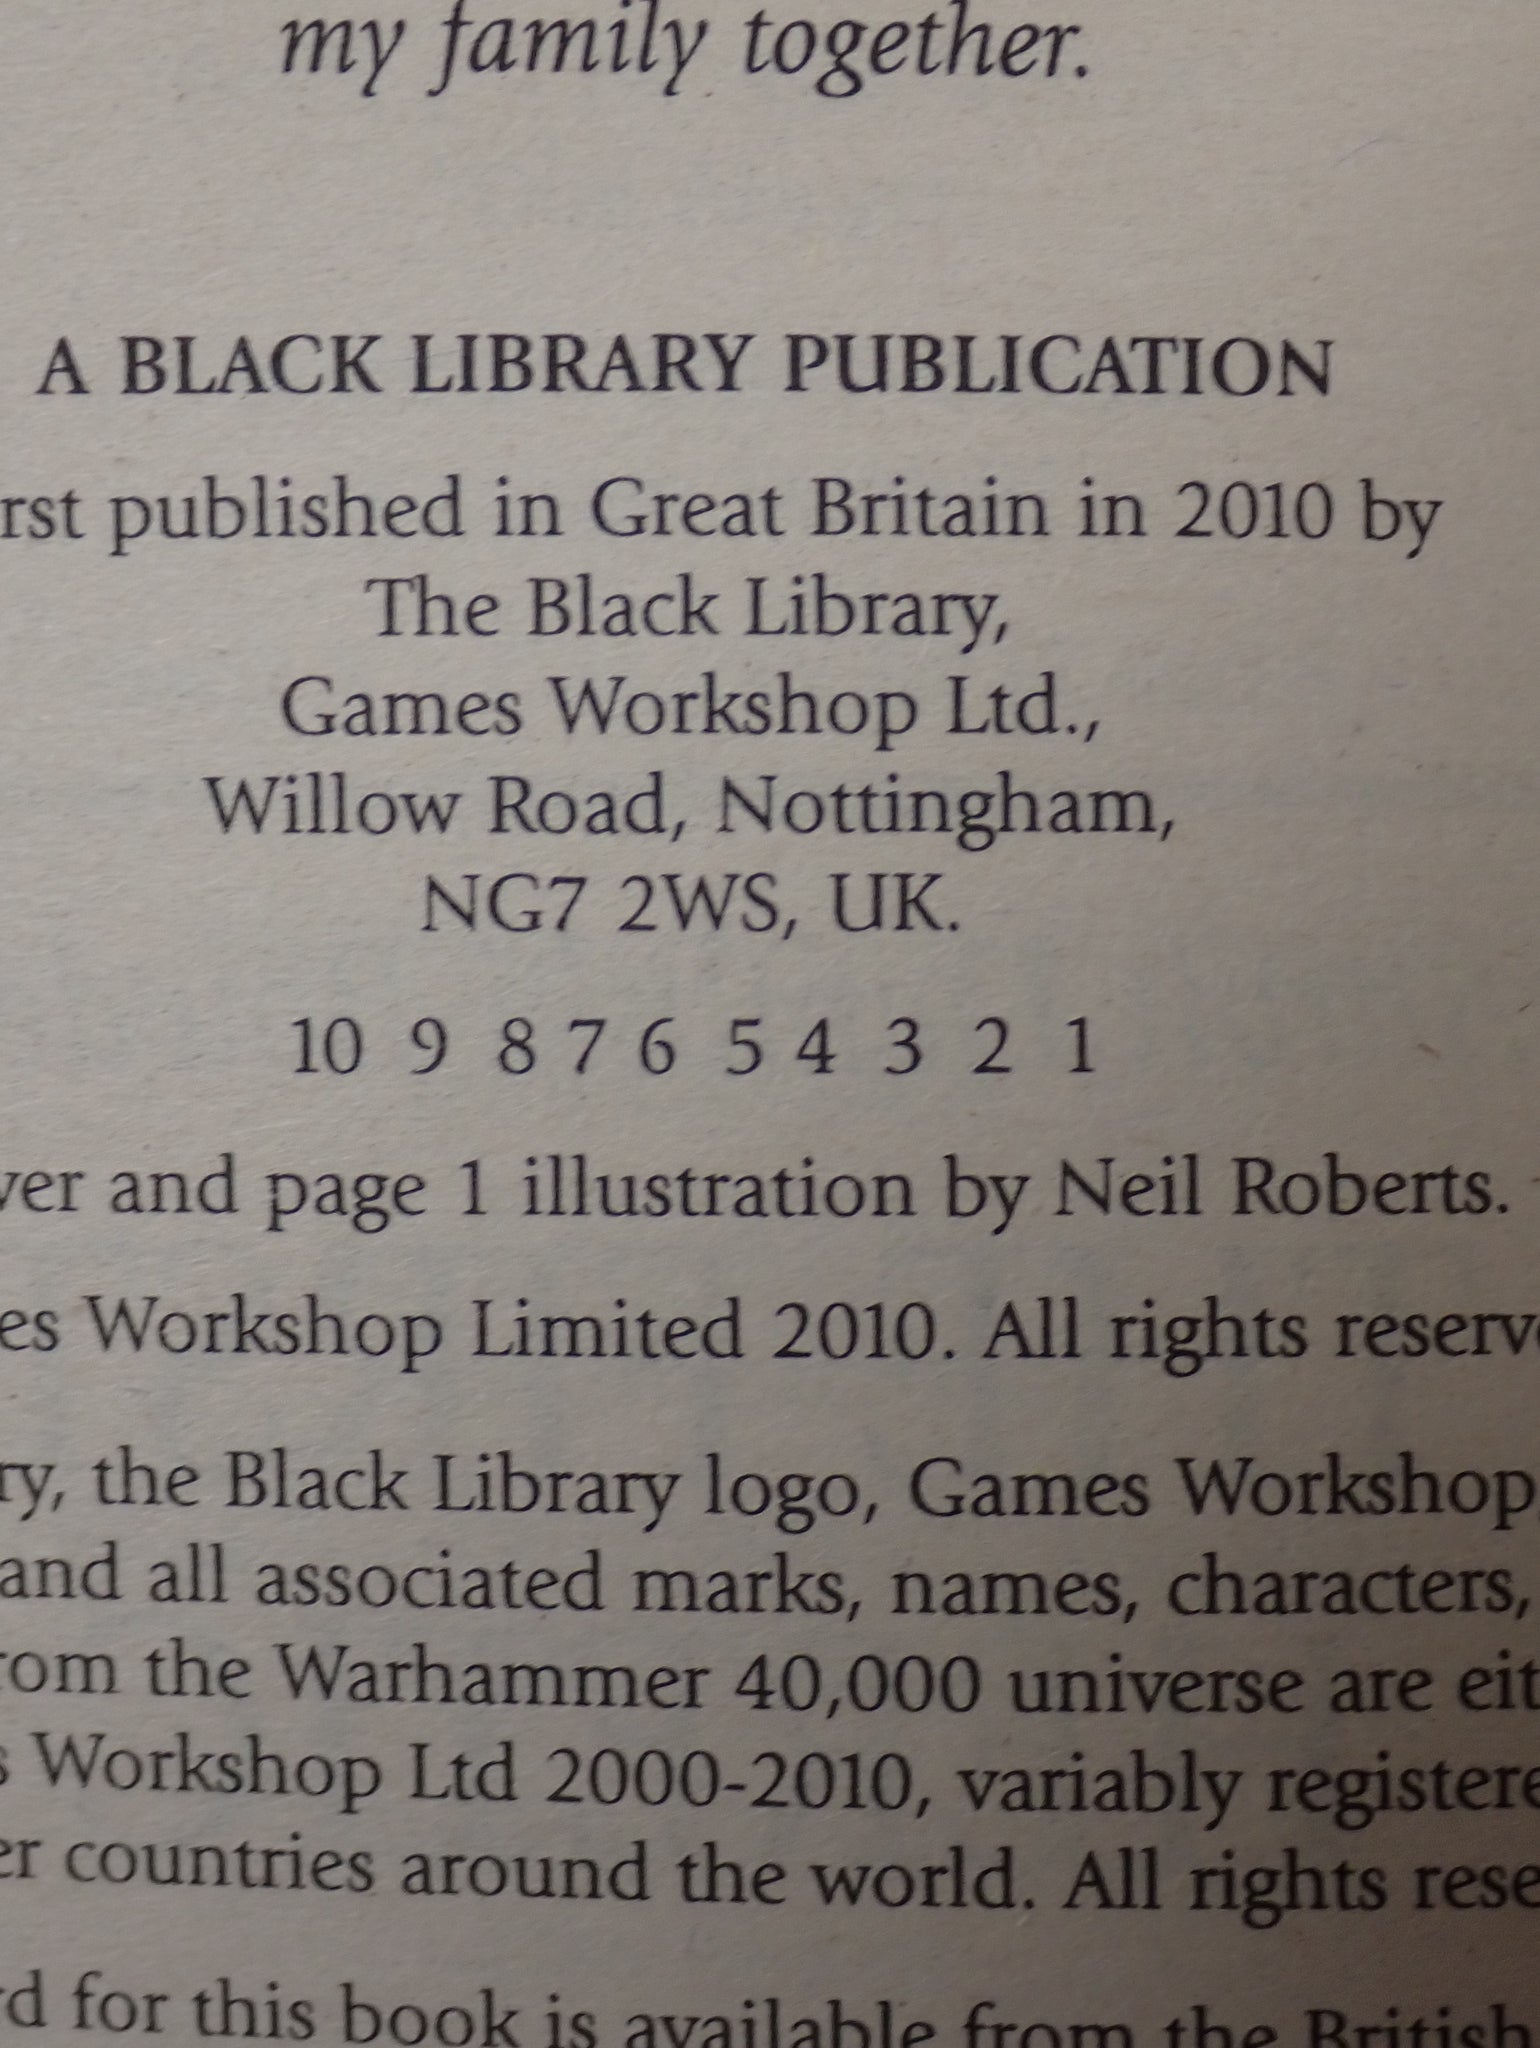 my family together.
A BLACK LIBRARY PUBLICATION
rst published in Great Britain in 2010 by
The Black Library,
Games Workshop Ltd.,
Willow Road, Nottingham,
NG7 2WS, UK.
10 9 8 7 6 5 4 3 2 1
ver and page 1 illustration by Neil Roberts.
es Workshop Limited 2010. All rights reserve
ry, the Black Library logo, Games Workshop
and all associated marks, names, characters,
rom the Warhammer 40,000 universe are eit
s Workshop Ltd 2000-2010, variably registere
er countries around the world. All rights rese
rd for this book is available from the British